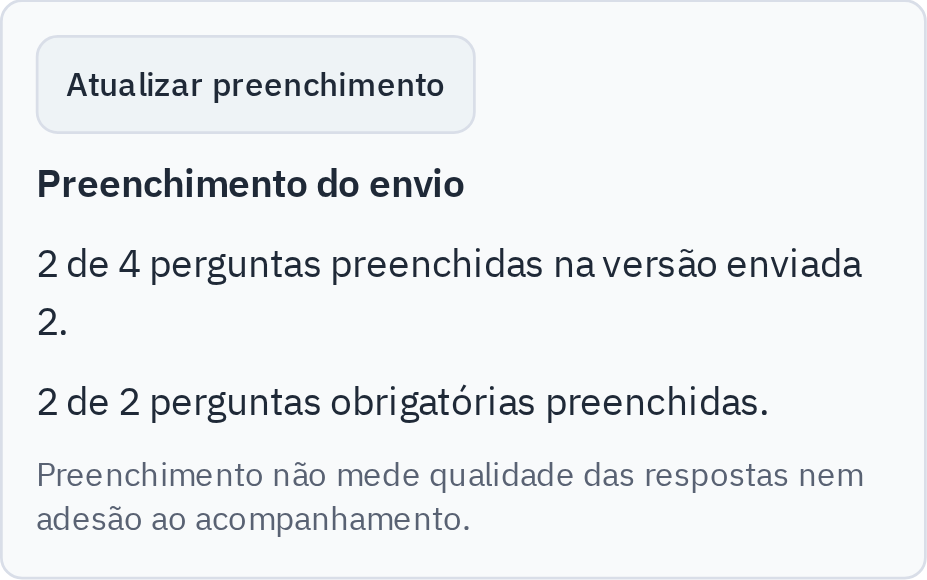 Atualizar preenchimento
Preenchimento do envio
2 de 4 perguntas preenchidas na versão enviada
2.
2 de 2 perguntas obrigatórias preenchidas.
Preenchimento não mede qualidade das respostas nem
adesão ao acompanhamento.